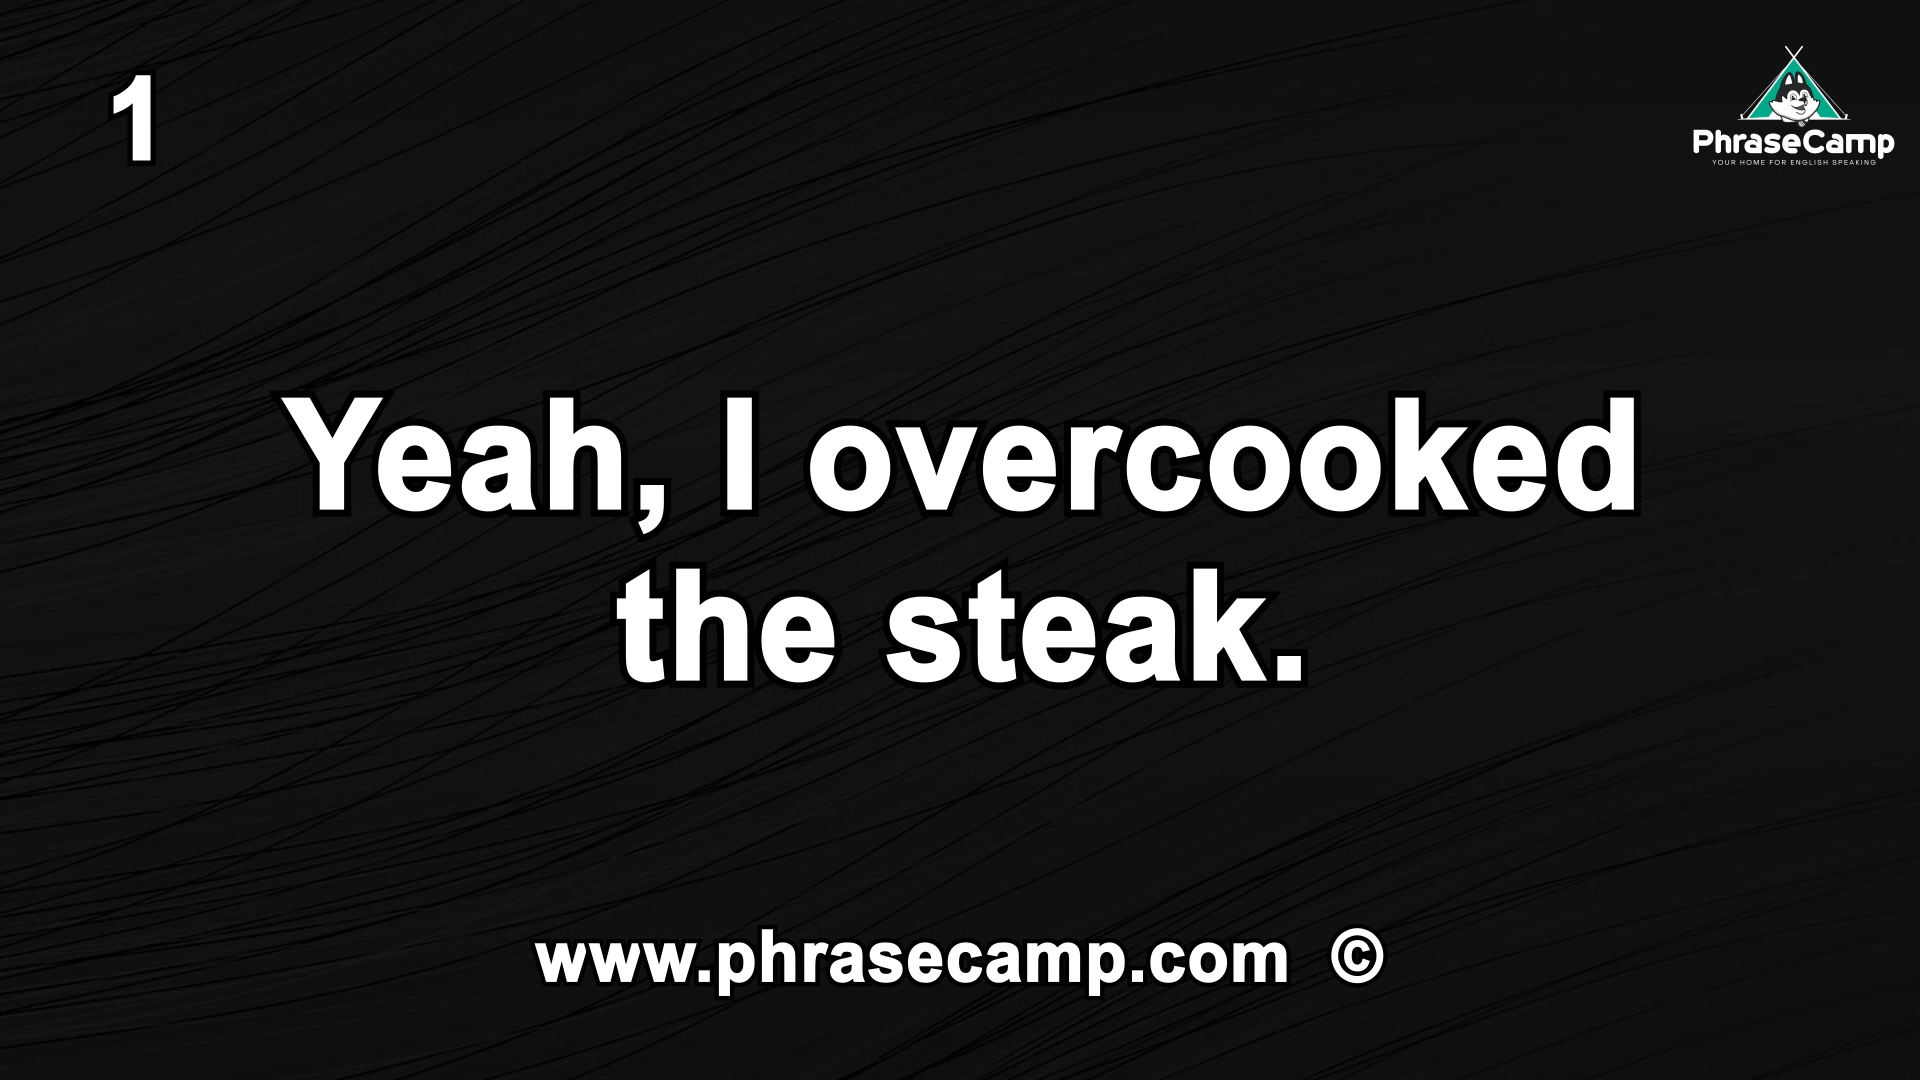 1
PhraseCamp
YOUR HOME FOR ENGLISH SPEAKING
Yeah, I overcooked
the steak.
www.phrasecamp.com ©